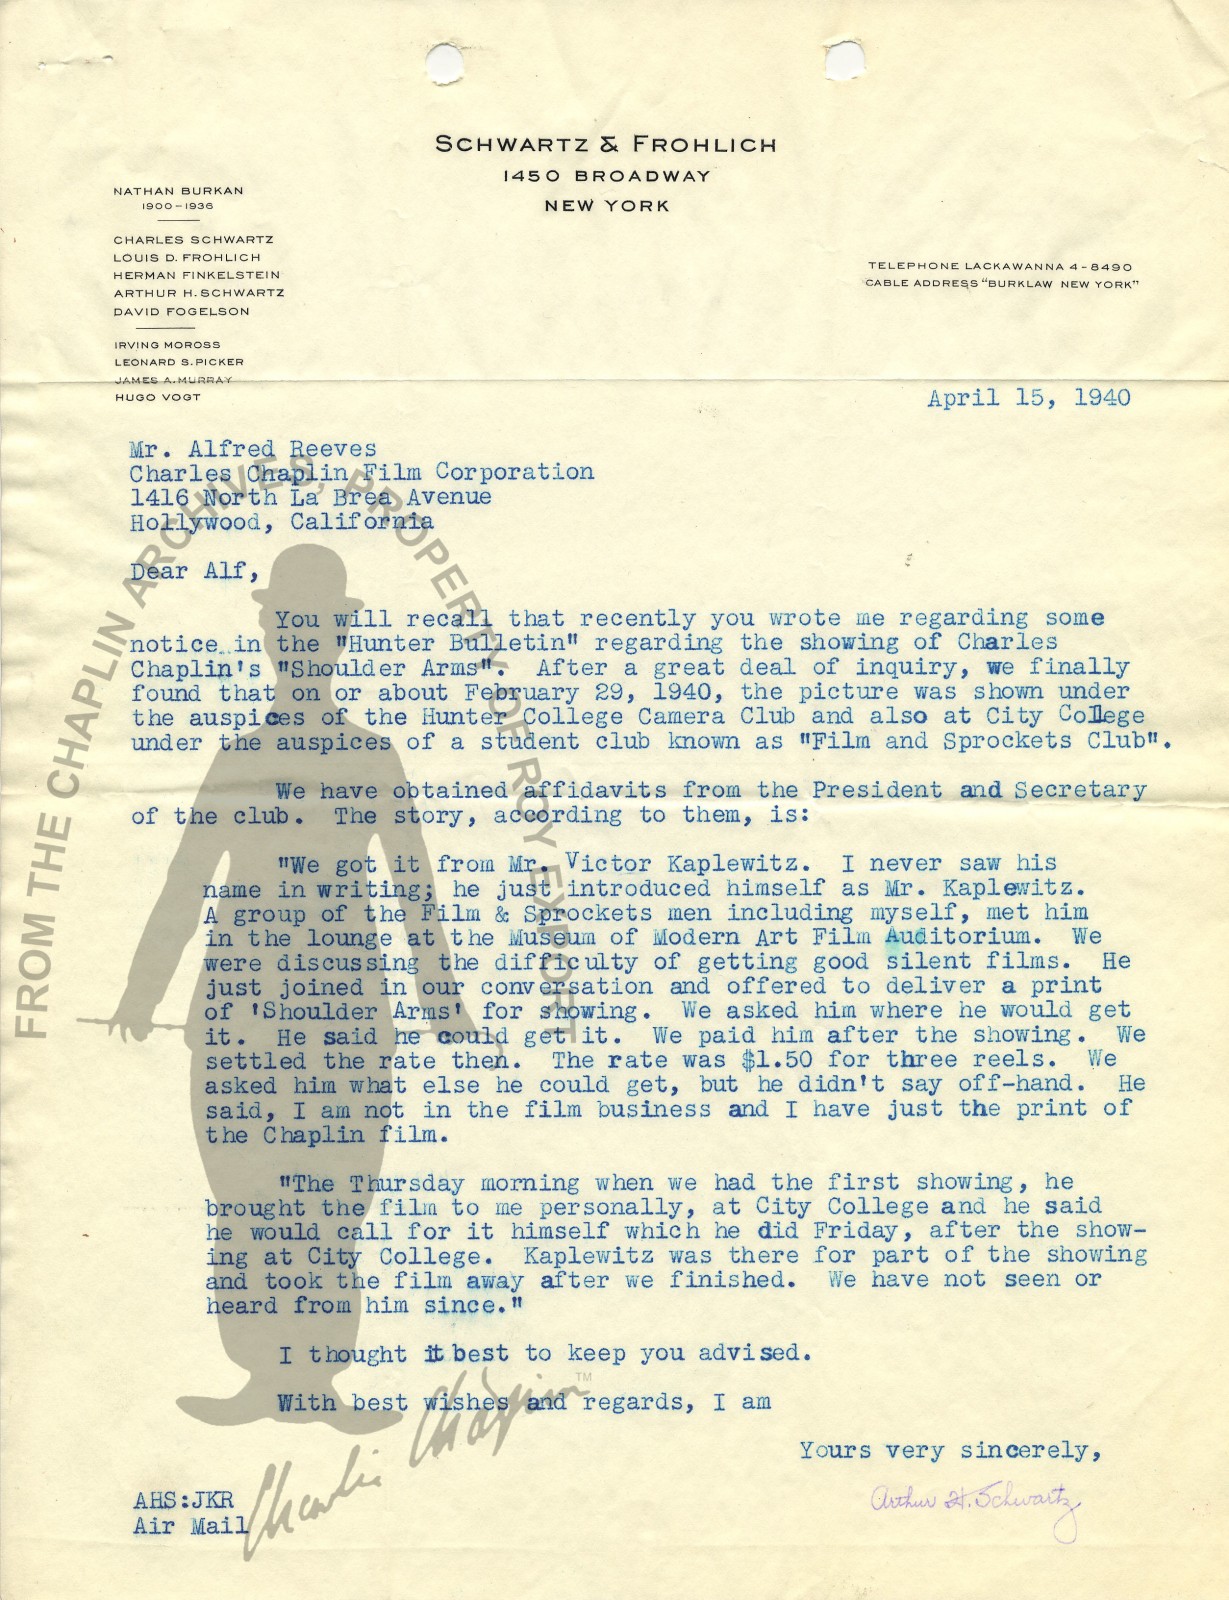 SCHWARTZ & FROHLICH
1450 BROADWAY
NEW YORK
NATHAN BURKAN
1900-1936
CHARLES SCHWARTZ
LOUIS D. FROHLICH
HERMAN FINKELSTEIN
ARTHUR H. SCHWARTZ
DAVID FOGELSON
IRVING MOROSS
LEONARD S. PICKER
JAMES A. MURRAY
HUGO VOGT
TELEPHONE LACKAWANNA 4-8490
CABLE ADDRESS "BURKLAW NEW YORK"
April 15, 1940
Mr. Alfred Reeves
Charles Chaplin Film Corporation
1416 North La Brea Avenue
Hollywood, California
Dear Alf,
You will recall that recently you wrote me regarding some
notice in the "Hunter Bulletin" regarding the showing of Charles
Chaplin's "Shoulder Arms". After a great deal of inquiry, we finally
found that on or about February 29, 1940, the picture was shown under
the auspices of the Hunter College Camera Club and also at City College
under the auspices of a student club known as "Film and Sprockets Club".
We have obtained affidavits from the President and Secretary
of the club. The story, according to them, is:
"We got it from Mr. Victor Kaplewitz. I never saw his
name in writing; he just introduced himself as Mr. Kaplewitz.
A group of the Film & Sprockets men including myself, met him
in the lounge at the Museum of Modern Art Film Auditorium. We
were discussing the difficulty of getting good silent films. He
just joined in our conversation and offered to deliver a print
of 'Shoulder Arms' for showing. We asked him where he would get
it. He said he could get it. We paid him after the showing. We
settled the rate then. The rate was $1.50 for three reels. We
asked him what else he could get, but he didn't say off-hand. He
said, I am not in the film business and I have just the print of
the Chaplin film.
"The Thursday morning when we had the first showing, he
brought the film to me personally, at City College and he said
he would call for it himself which he did Friday, after the show-
ing at City College. Kaplewitz was there for part of the showing
and took the film away after we finished. We have not seen or
heard from him since."
I thought it best to keep you advised.
With best wishes and regards, I am
Yours very sincerely,
Arthur H. Schwartz
AHS:JKR
Air Mail
FROM THE CHAPLIN ARCHIVES, PROPERTY OF ROY EXPORT
Charlie Chaplin™